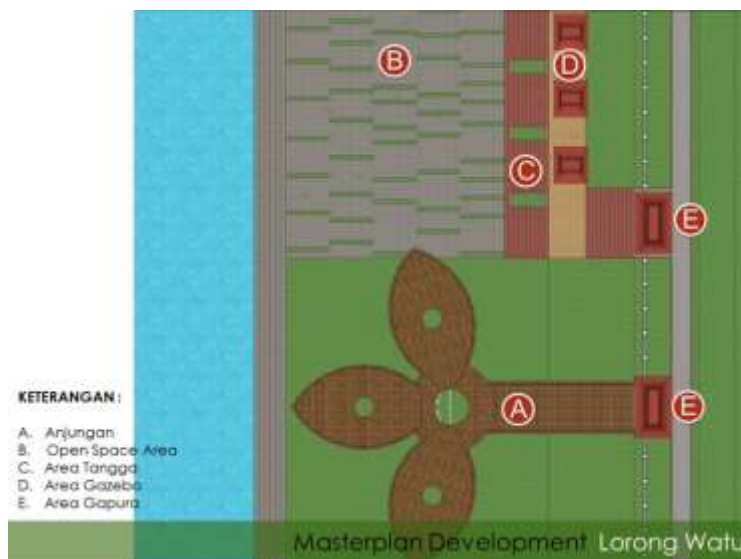 B
D
C
E
KETERANGAN :
A. Anjungan
B. Open Space Area
C. Area Tangga
D. Area Gazebo
E. Area Gapura
A
E
Masterplan Development Lorong Watu